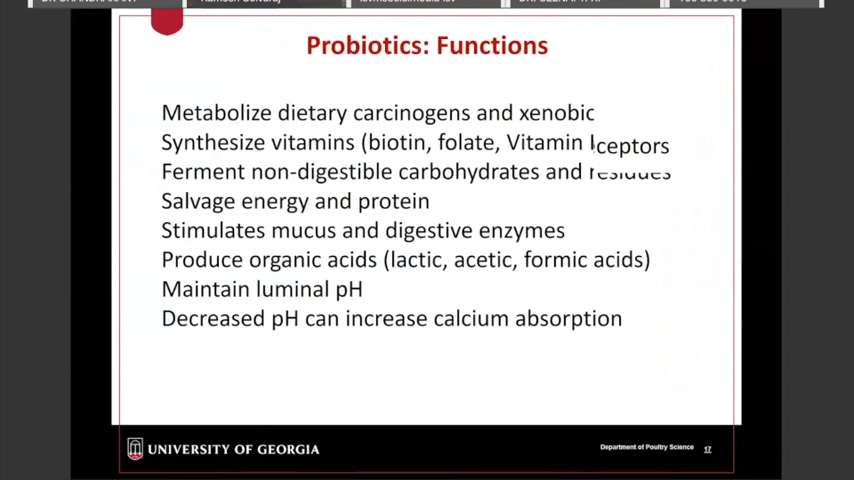 Probiotics: Functions
Metabolize dietary carcinogens and xenobic
Synthesize vitamins (biotin, folate, Vitamin
ceptors
Ferment non-digestible carbohydrates and residues
Salvage energy and protein
Stimulates mucus and digestive enzymes
Produce organic acids (lactic, acetic, formic acids)
Maintain luminal pH
Decreased pH can increase calcium absorption
UNIVERSITY OF GEORGIA
Department of Poultry Science 17